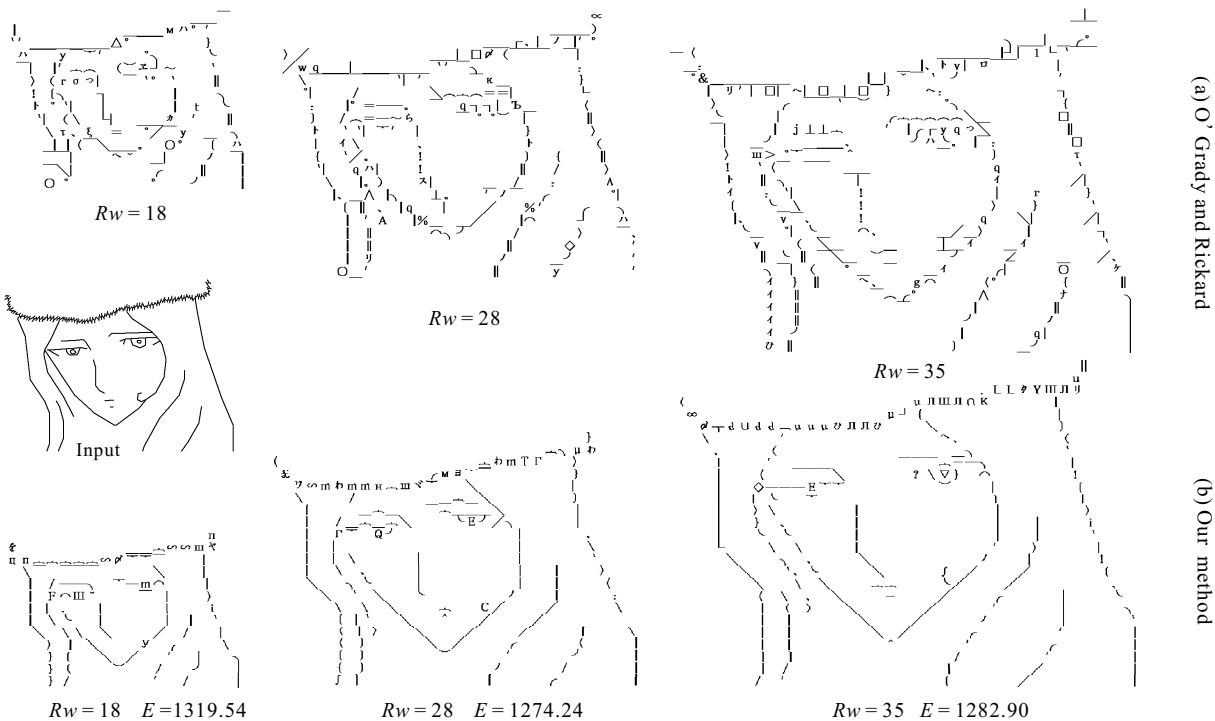 Rw = 18
Rw = 28
Rw = 35
(a) O' Grady and Rickard
Input
Rw = 18 E =1319.54
Rw = 28 E = 1274.24
Rw = 35 E = 1282.90
(b) Our method